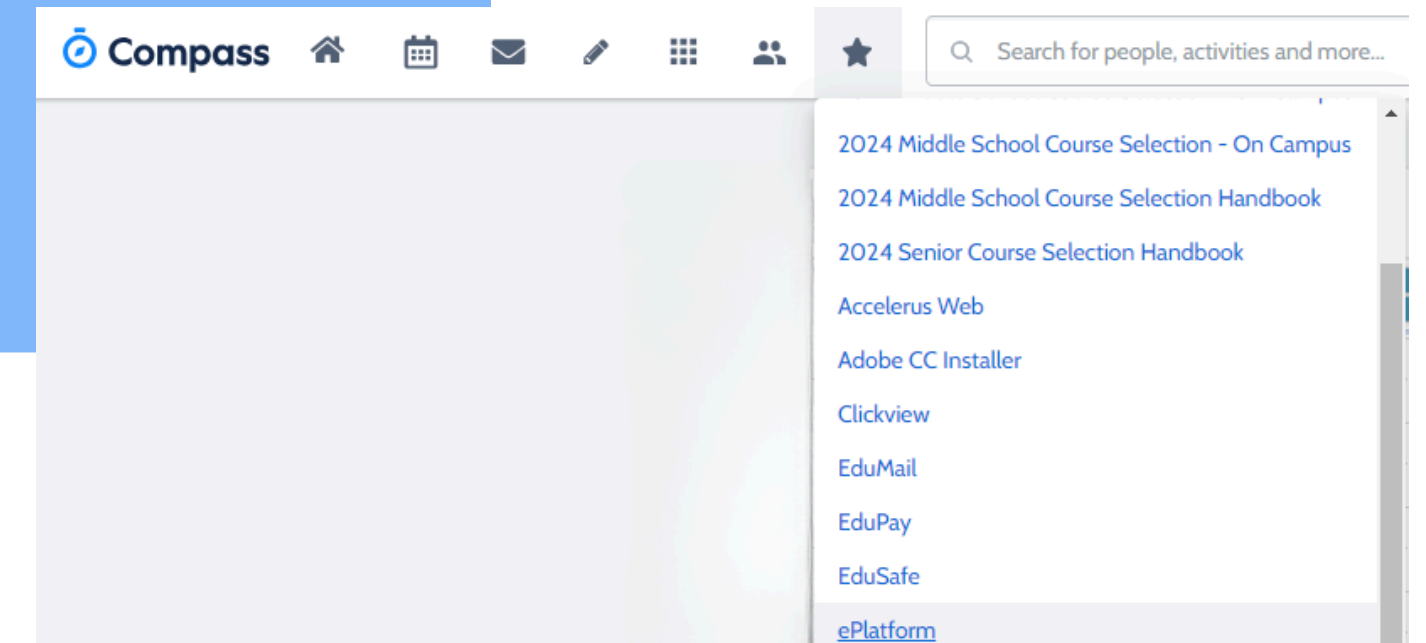 Compass
Search for people, activities and more...
2024 Middle School Course Selection - On Campus
2024 Middle School Course Selection Handbook
2024 Senior Course Selection Handbook
Accelerus Web
Adobe CC Installer
Clickview
EduMail
EduPay
EduSafe
ePlatform